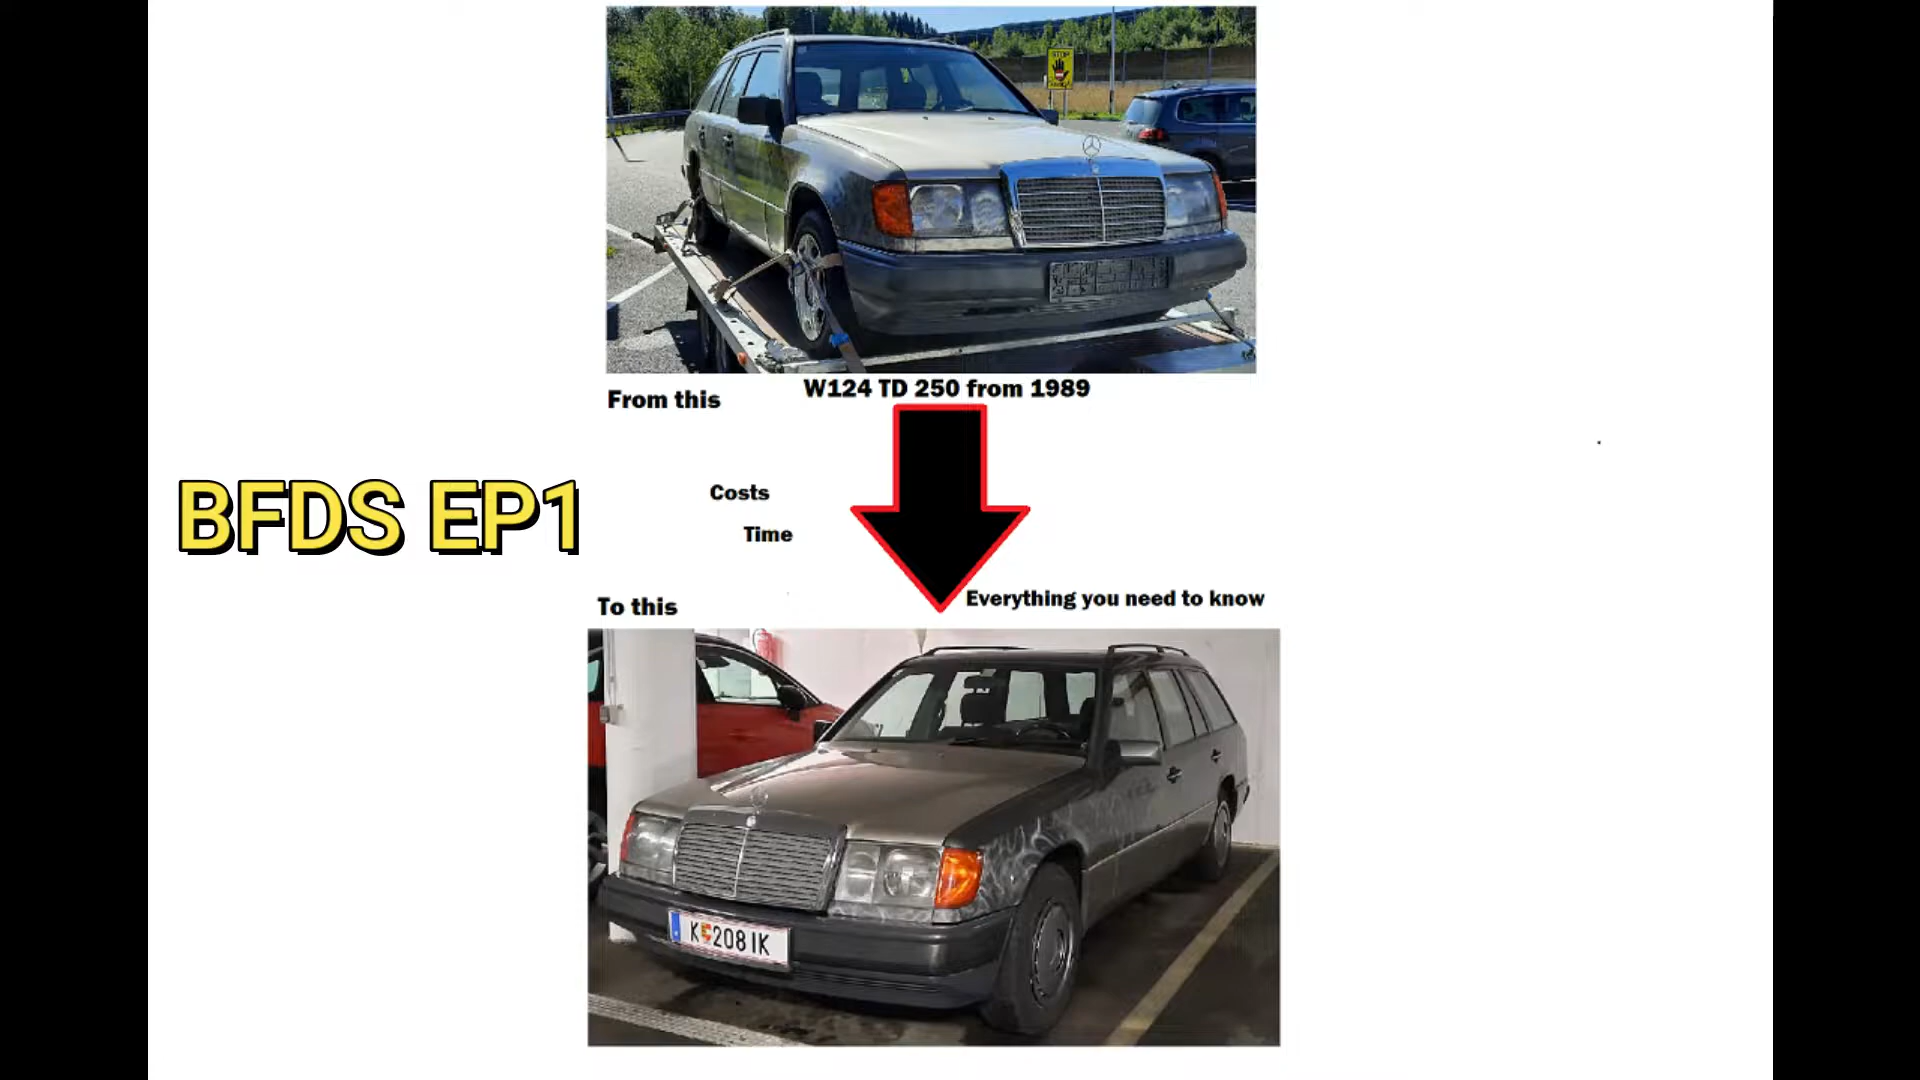 STOP
From this
W124 TD 250 from 1989
BFDS EP1
Costs
Time
To this
Everything you need to know
K 208 IK